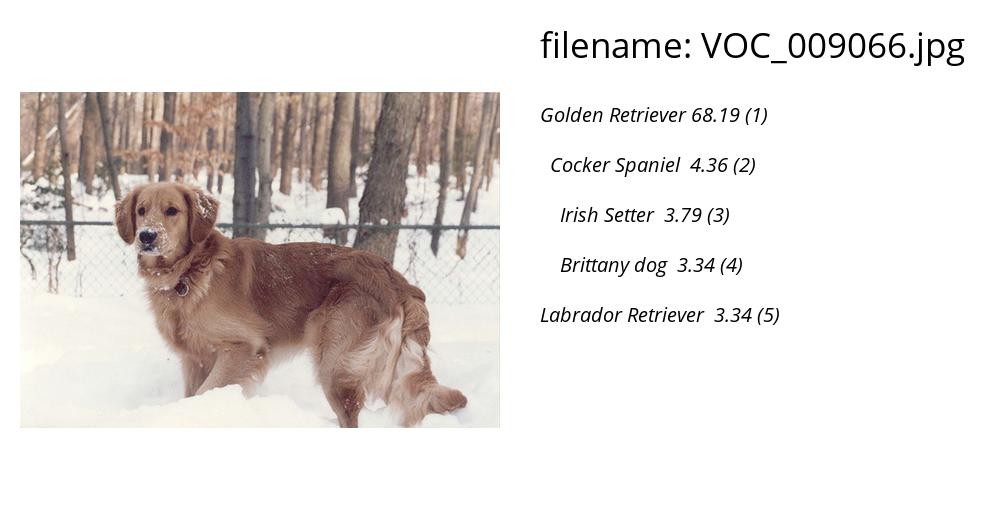 filename: VOC_009066.jpg
Golden Retriever 68.19 (1)
Cocker Spaniel 4.36 (2)
Irish Setter 3.79 (3)
Brittany dog 3.34 (4)
Labrador Retriever 3.34 (5)